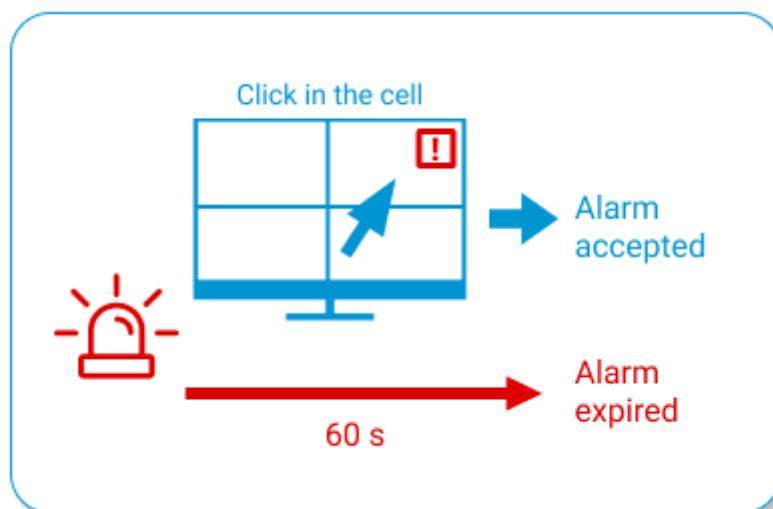 Click in the cell
!
Alarm
accepted
Alarm
expired
60 s